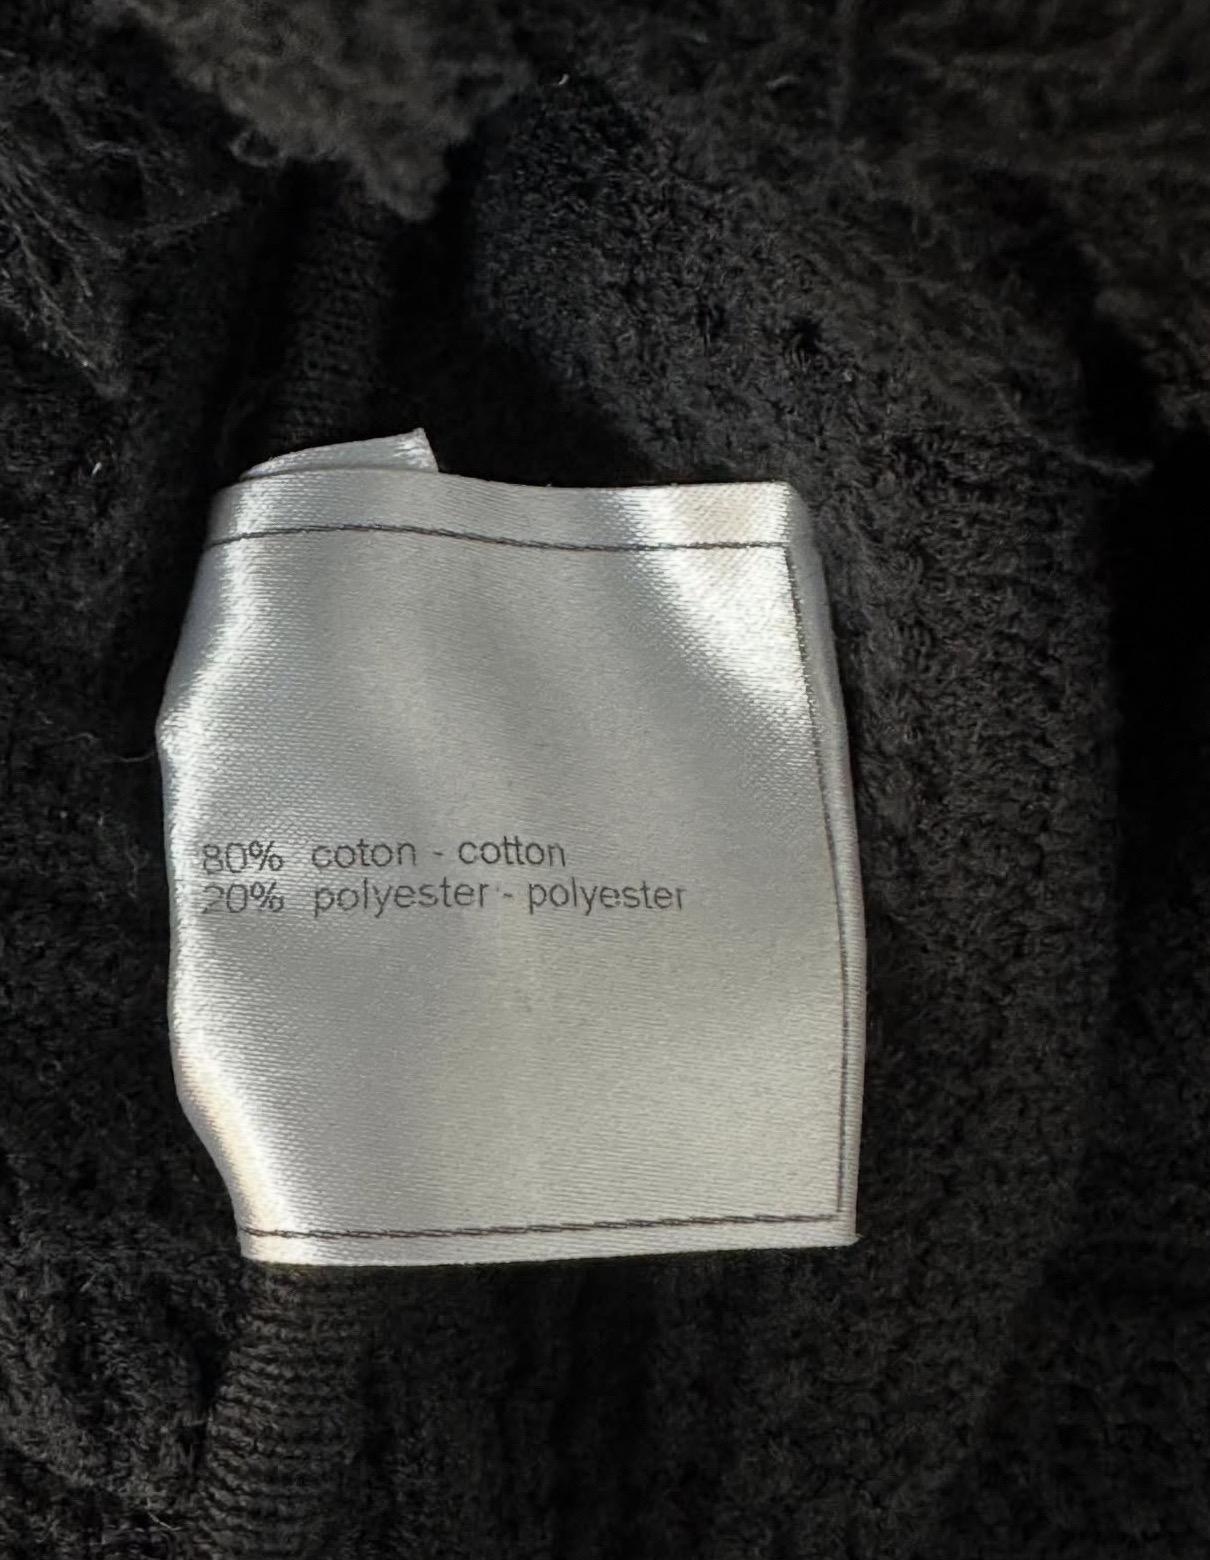 80% coton - cotton
20% polyester - polyester